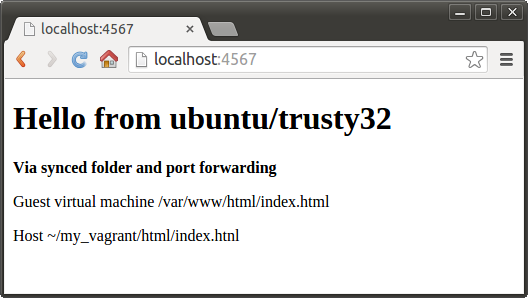 localhost:4567
localhost:4567
Hello from ubuntu/trusty32
Via synced folder and port forwarding
Guest virtual machine /var/www/html/index.html
Host ~/my_vagrant/html/index.htnl